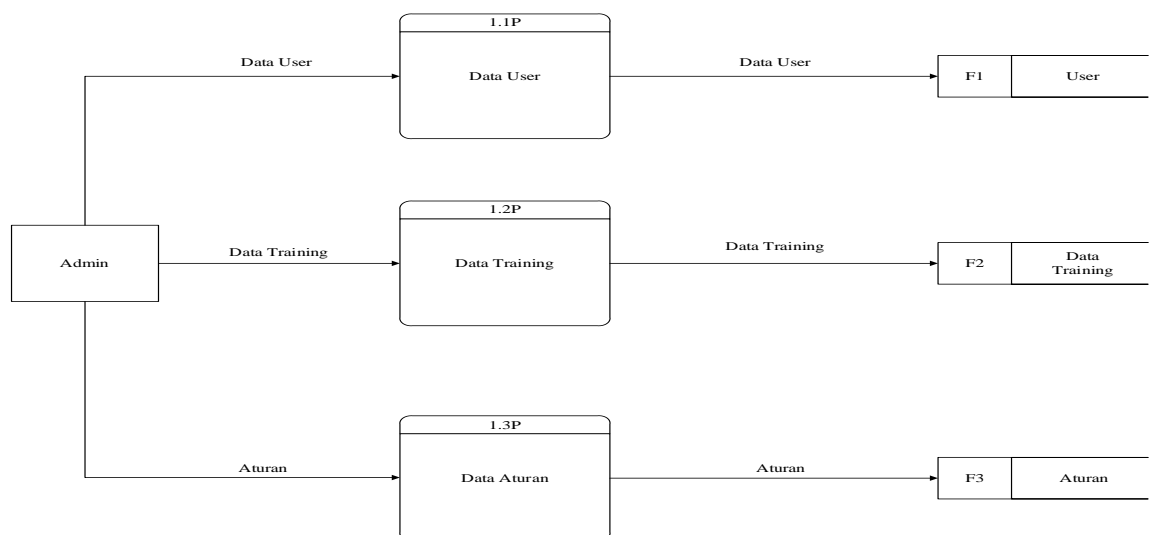 1.1P
Data User
Data User
Data User
F1
User
1.2P
Admin
Data Training
Data Training
Data Training
F2
Data
Training
1.3P
Aturan
Data Aturan
Aturan
F3
Aturan